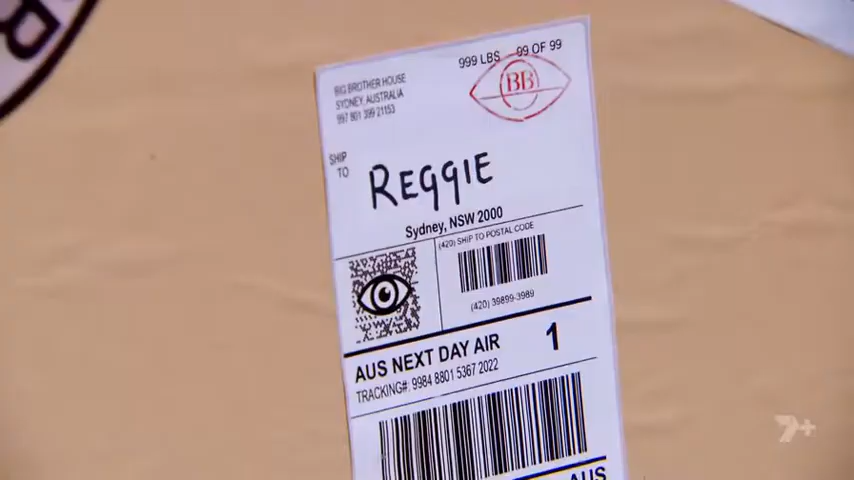 BR
999 LBS 99 OF 99
BIG BROTHER HOUSE
SYDNEY, AUSTRALIA
997 801 399 21153
BB
SHIP
TO
REGGIE
Sydney, NSW 2000
(420) SHIP TO POSTAL CODE
(420) 39899-3989
AUS NEXT DAY AIR 1
TRACKING#: 9984 8801 5367 2022
AUS
7+